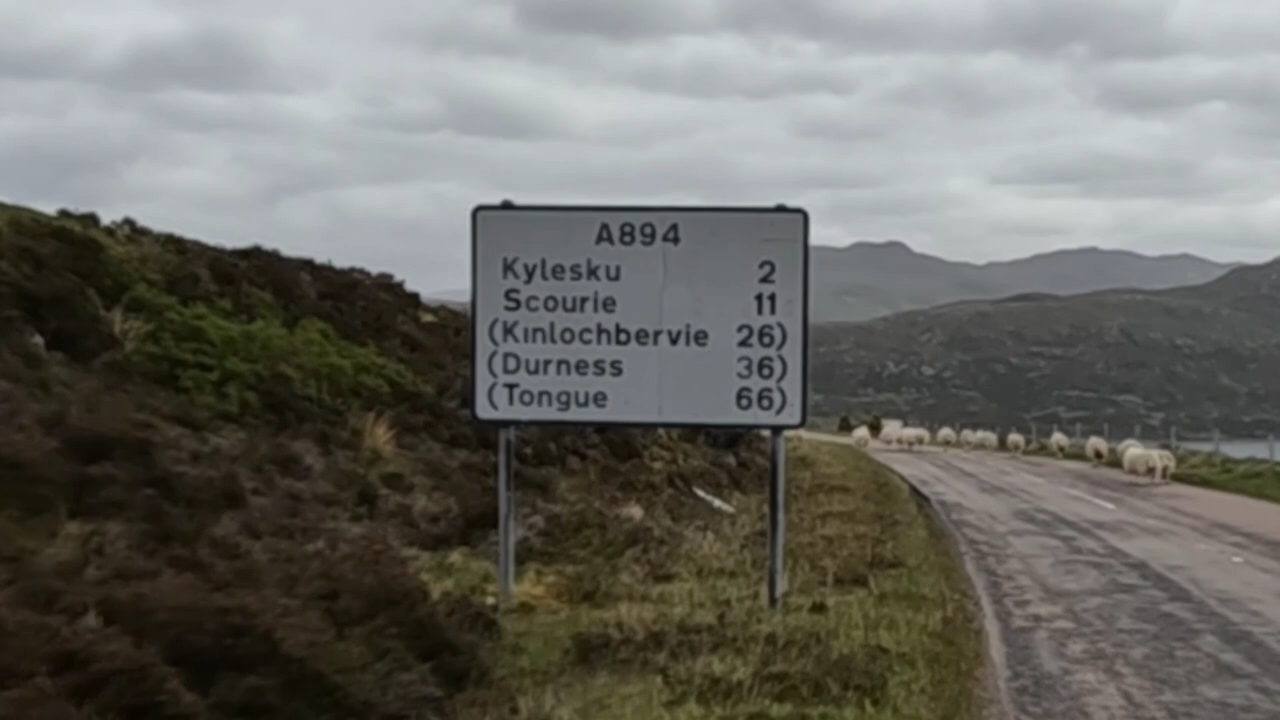 A894
Kylesku 2
Scourie 11
(Kinlochbervie 26)
(Durness 36)
(Tongue 66)